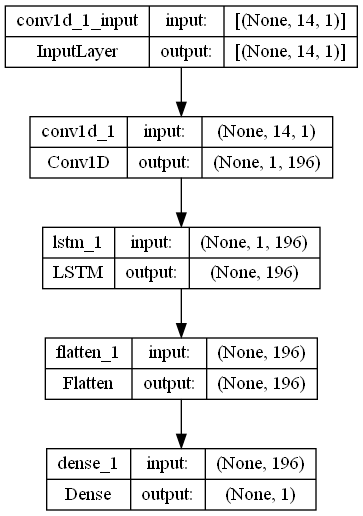 conv1d_1_input input: [(None, 14, 1)]
InputLayer output: [(None, 14, 1)]
conv1d_1 input: (None, 14, 1)
Conv1D output: (None, 1, 196)
lstm_1 input: (None, 1, 196)
LSTM output: (None, 196)
flatten_1 input: (None, 196)
Flatten output: (None, 196)
dense_1 input: (None, 196)
Dense output: (None, 1)